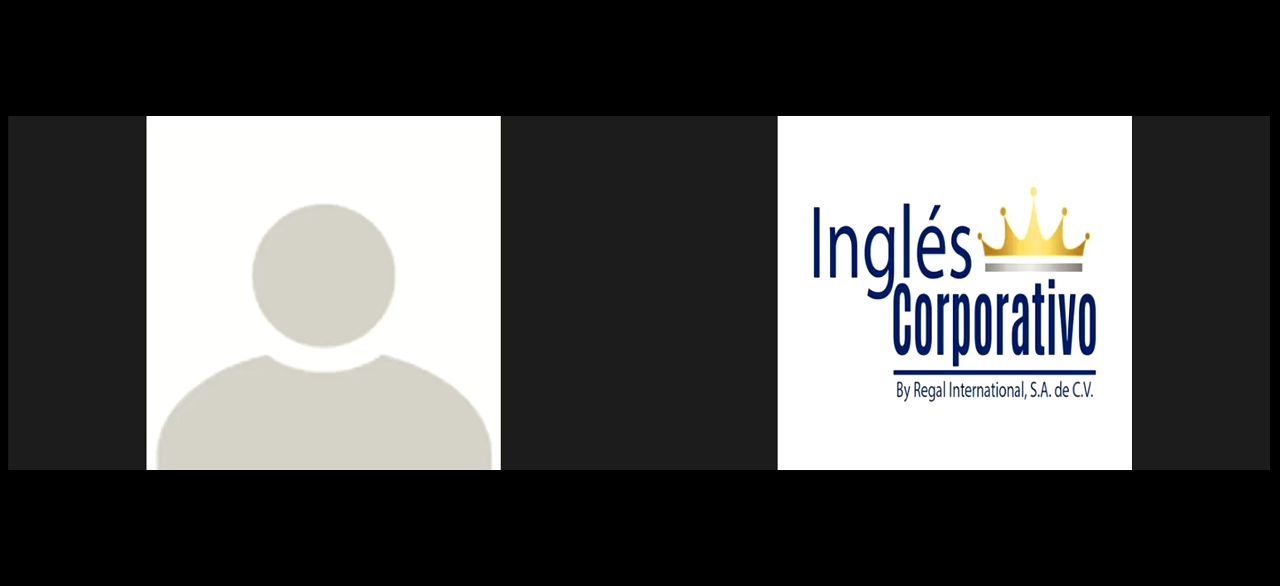 Inglés
Corporativo
By Regal International, S.A. de C.V.